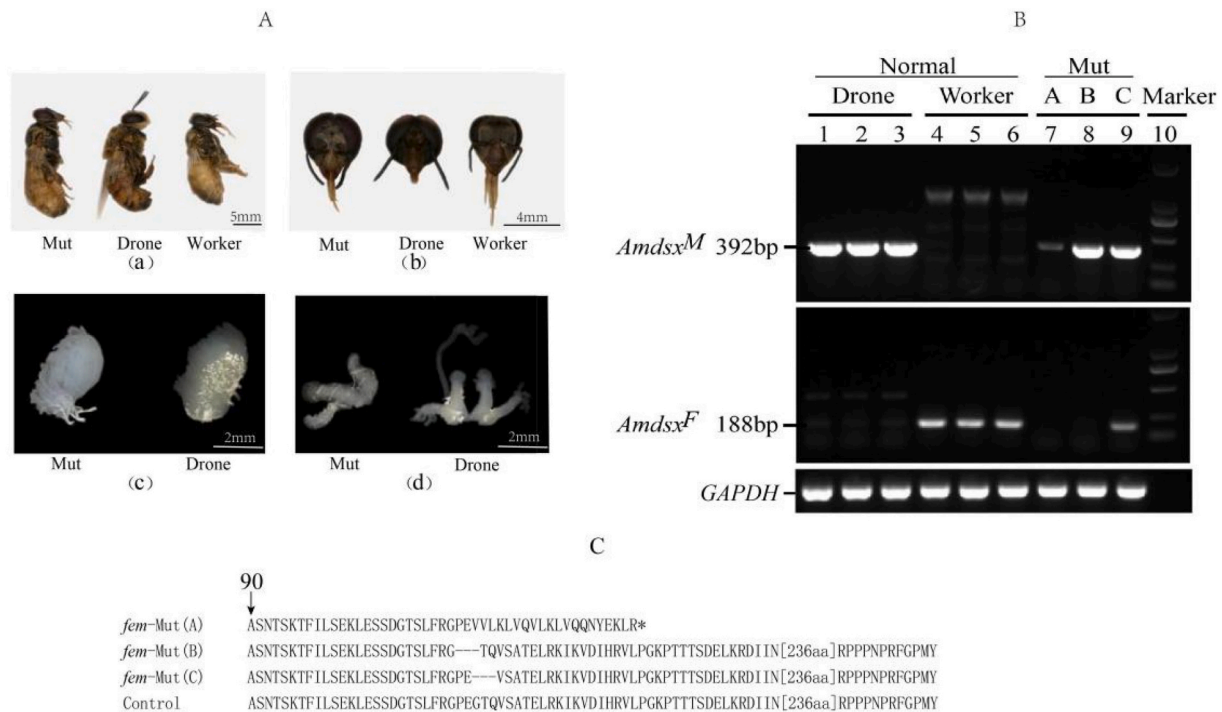 A
Mut Drone Worker
5mm
(a)
Mut Drone Worker
4mm
(b)
Mut Drone
2mm
(c)
Mut Drone
2mm
(d)
B
Normal Mut
Drone Worker A B C Marker
1 2 3 4 5 6 7 8 9 10
AmdsxM 392bp
AmdsxF 188bp
GAPDH
C
90
fem-Mut(A) ASNTSKTFILSEKLESSDGTSLFRGPEVVLKLVQVLKLVQQNYEKLR*
fem-Mut(B) ASNTSKTFILSEKLESSDGTSLFRG---TQVSATELRKIKVDIHRVLPGKPTTTSDELKRDIIN[236aa]RPPPNPRFGPMY
fem-Mut(C) ASNTSKTFILSEKLESSDGTSLFRGPE---VSATELRKIKVDIHRVLPGKPTTTSDELKRDIIN[236aa]RPPPNPRFGPMY
Control ASNTSKTFILSEKLESSDGTSLFRGPEGTQVSATELRKIKVDIHRVLPGKPTTTSDELKRDIIN[236aa]RPPPNPRFGPMY